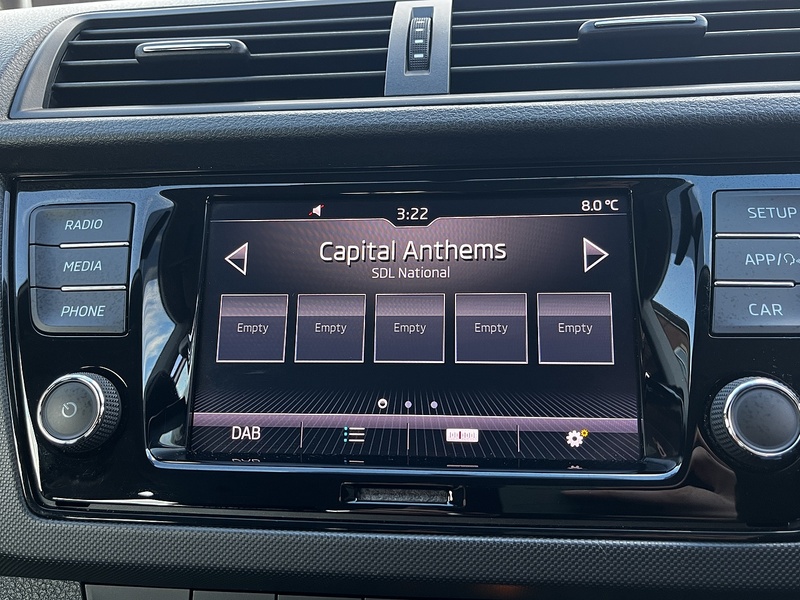 3:22
8.0 °C
RADIO
MEDIA
PHONE
Capital Anthems
SDL National
Empty Empty Empty Empty Empty
DAB
SETUP
APP/
CAR